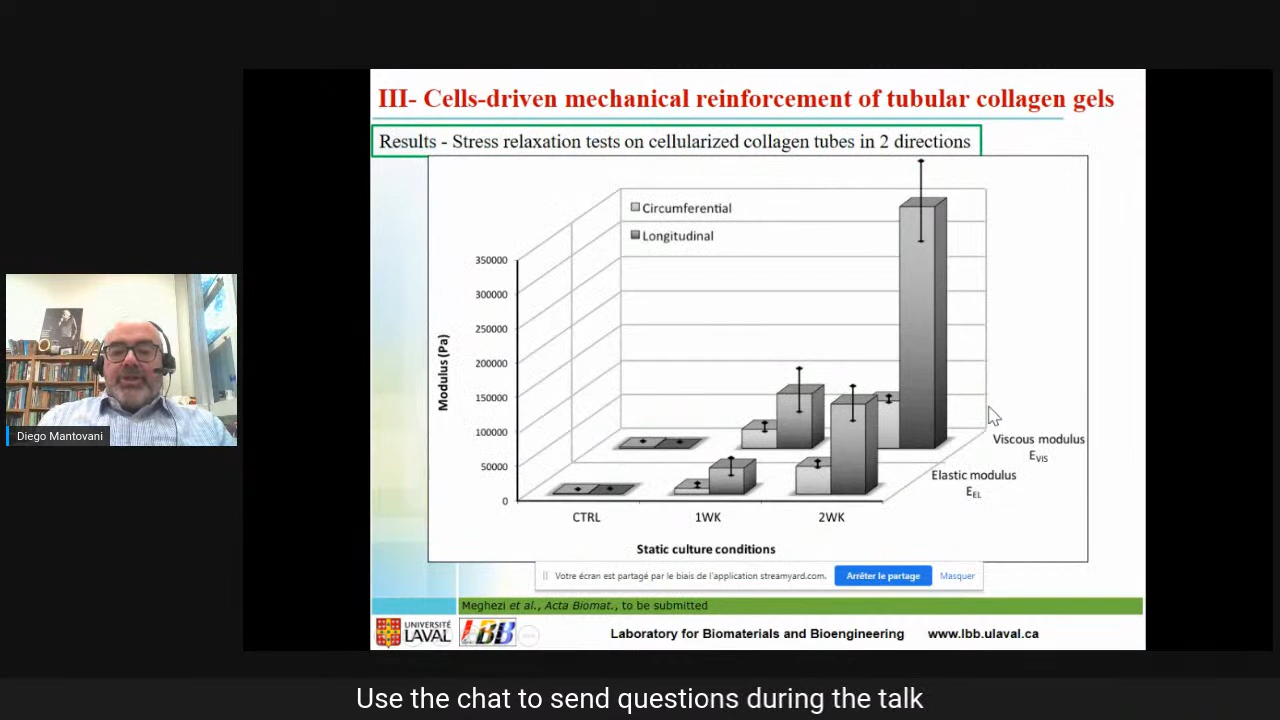 III- Cells-driven mechanical reinforcement of tubular collagen gels
Results - Stress relaxation tests on cellularized collagen tubes in 2 directions
Circumferential
Longitudinal
350000
300000
250000
200000
150000
100000
50000
0
Modulus (Pa)
Viscous modulus
EVIS
Elastic modulus
EEL
CTRL
1WK
2WK
Static culture conditions
Diego Mantovani
Votre écran est partagé par le biais de l'application streamyard.com.
Arrêter le partage
Masquer
Meghezi et al., Acta Biomat., to be submitted
UNIVERSITÉ
LAVAL
LBB
Laboratory for Biomaterials and Bioengineering
www.lbb.ulaval.ca
Use the chat to send questions during the talk